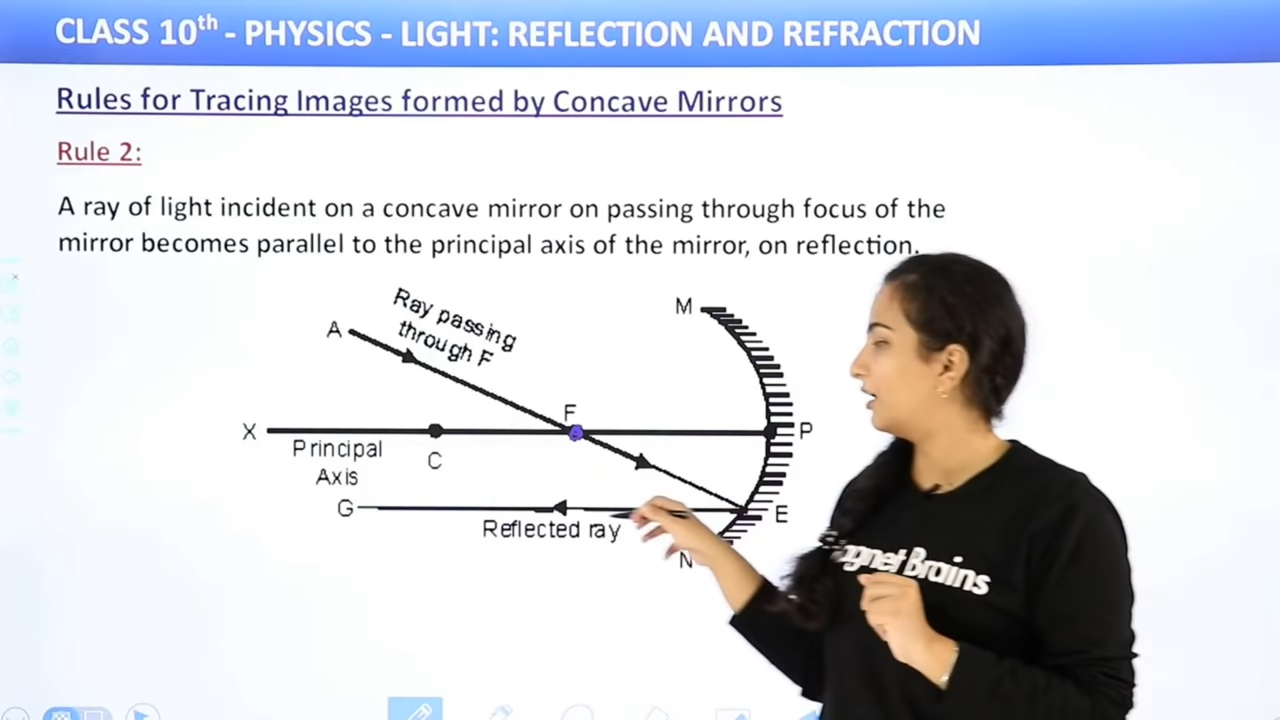 CLASS 10th - PHYSICS - LIGHT: REFLECTION AND REFRACTION
Rules for Tracing Images formed by Concave Mirrors
Rule 2:
A ray of light incident on a concave mirror on passing through focus of the
mirror becomes parallel to the principal axis of the mirror, on reflection.
Ray passing
through F
M
A
F
X
P
Principal
Axis
C
G
E
Reflected ray
N
agnet Brains